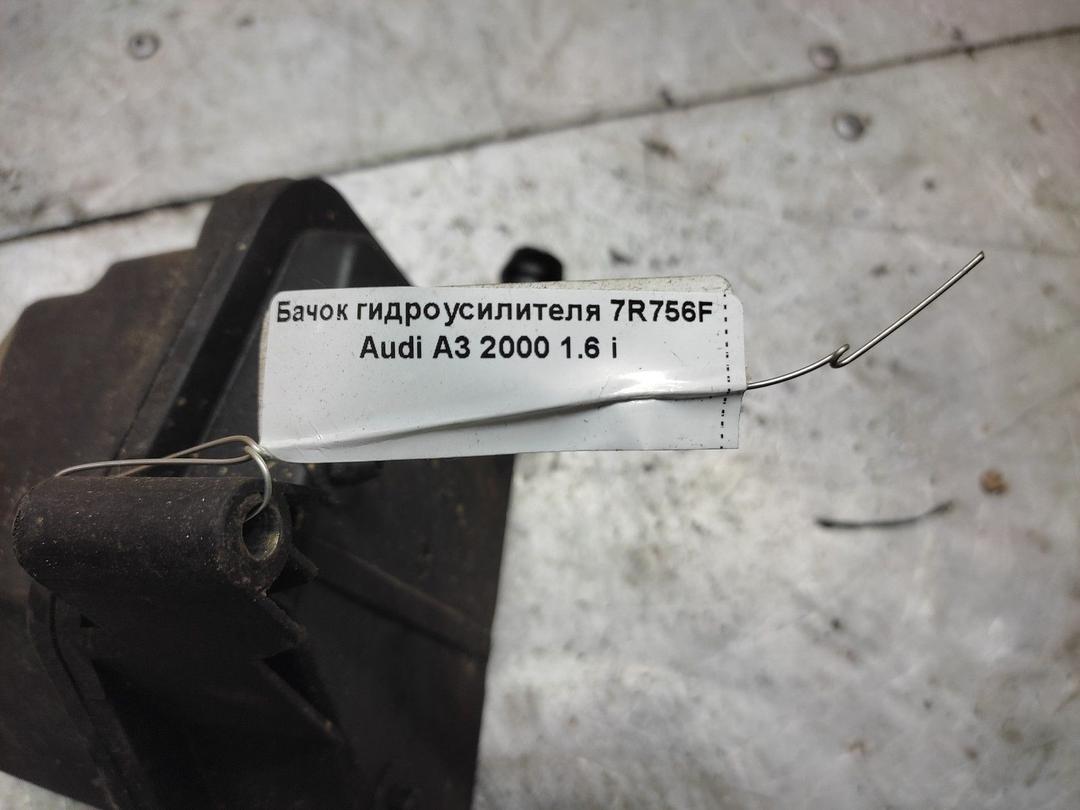 Бачок гидроусилителя 7R756F
Audi A3 2000 1.6 i